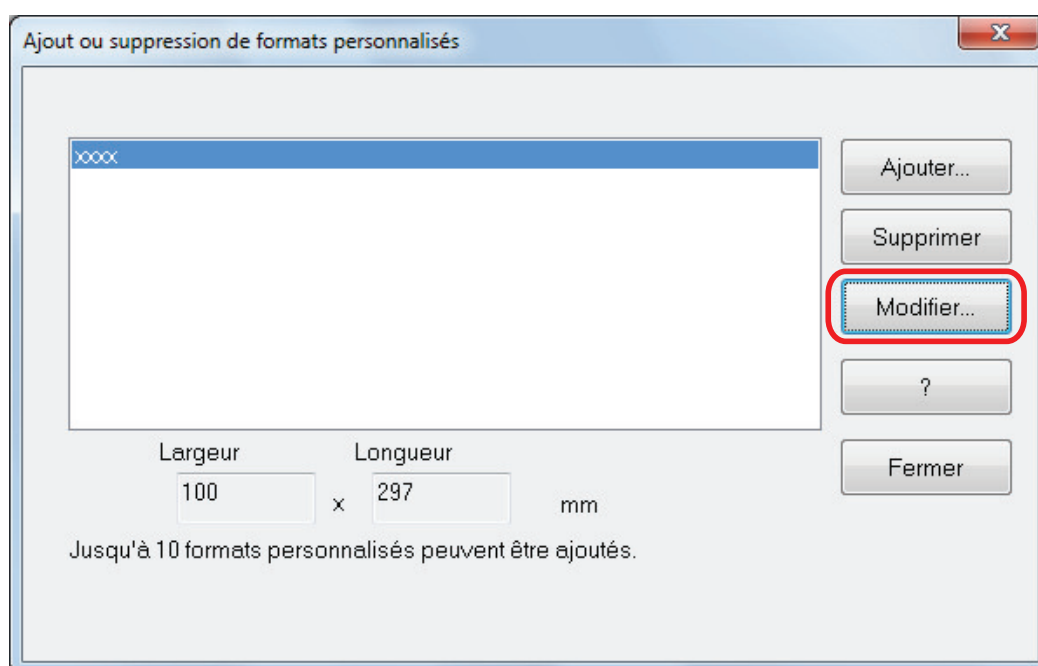 Ajout ou suppression de formats personnalisés
xxxx
Ajouter...
Supprimer
Modifier...
?
Fermer
Largeur Longueur
100 x 297 mm
Jusqu'à 10 formats personnalisés peuvent être ajoutés.